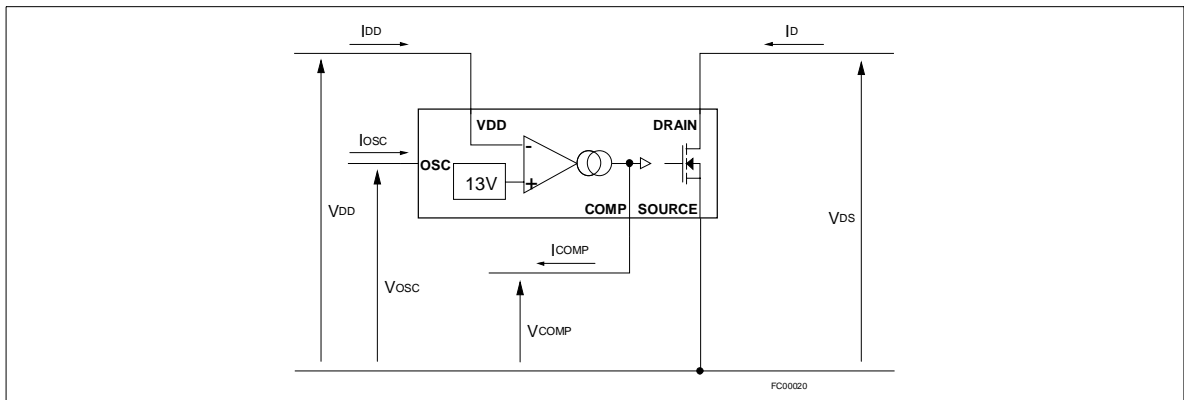 IDD
ID
VDD
DRAIN
IOSC
OSC
-
13V
+
COMP SOURCE
VDD
VDS
ICOMP
VOSC
VCOMP
FC00020